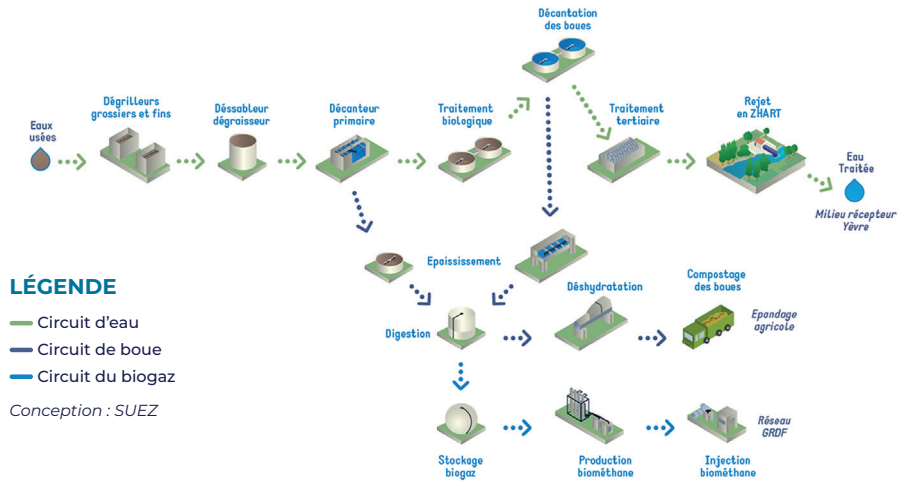 Décantation
des boues
Dégrilleurs
grossiers et fins
Déssableur
dégraisseur
Décanteur
primaire
Traitement
biologique
Traitement
tertiaire
Rejet
en ZHART
Eaux
usées
Eau
Traitée
Milieu récepteur
Yèvre
Epaississement
LÉGENDE
Circuit d'eau
Circuit de boue
Circuit du biogaz
Conception : SUEZ
Digestion
Déshydratation
Compostage
des boues
Epandage
agricole
Stockage
biogaz
Production
biométhane
Injection
biométhane
Réseau
GRDF